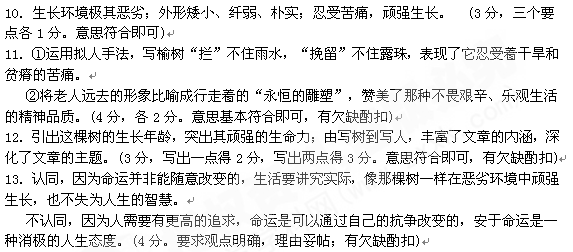 10．生长环境极其恶劣；外形矮小、纤弱、朴实；忍受苦痛，顽强生长。 （3分，三个要
点各1分。意思符合即可)
11．①运用拟人手法，写榆树“拦”不住雨水，“挽留”不住露珠，表现了它忍受着干旱和
贫瘠的苦痛。
②将老人远去的形象比喻成行走着的“永恒的雕塑”，赞美了那种不畏艰辛、乐观生活
的精神品质。(4分，各2分。意思基本符合即可，有欠缺酌扣)
12．引出这棵树的生长年龄，突出其顽强的生命力；由写树到写人，丰富了文章的内涵，深
化了文章的主题。(3分，写出一点得2分，写出两点得3分。意思符合即可，有欠缺酌扣)
13．认同，因为命运并非能随意改变的，生活要讲究实际，像那棵树一样在恶劣环境中顽强
生长，也不失为人生的智慧。
不认同，因为人需要有更高的追求，命运是可以通过自己的抗争改变的，安于命运是一
种消极的人生态度。(4分。要求观点明确，理由妥帖；有欠缺酌扣)